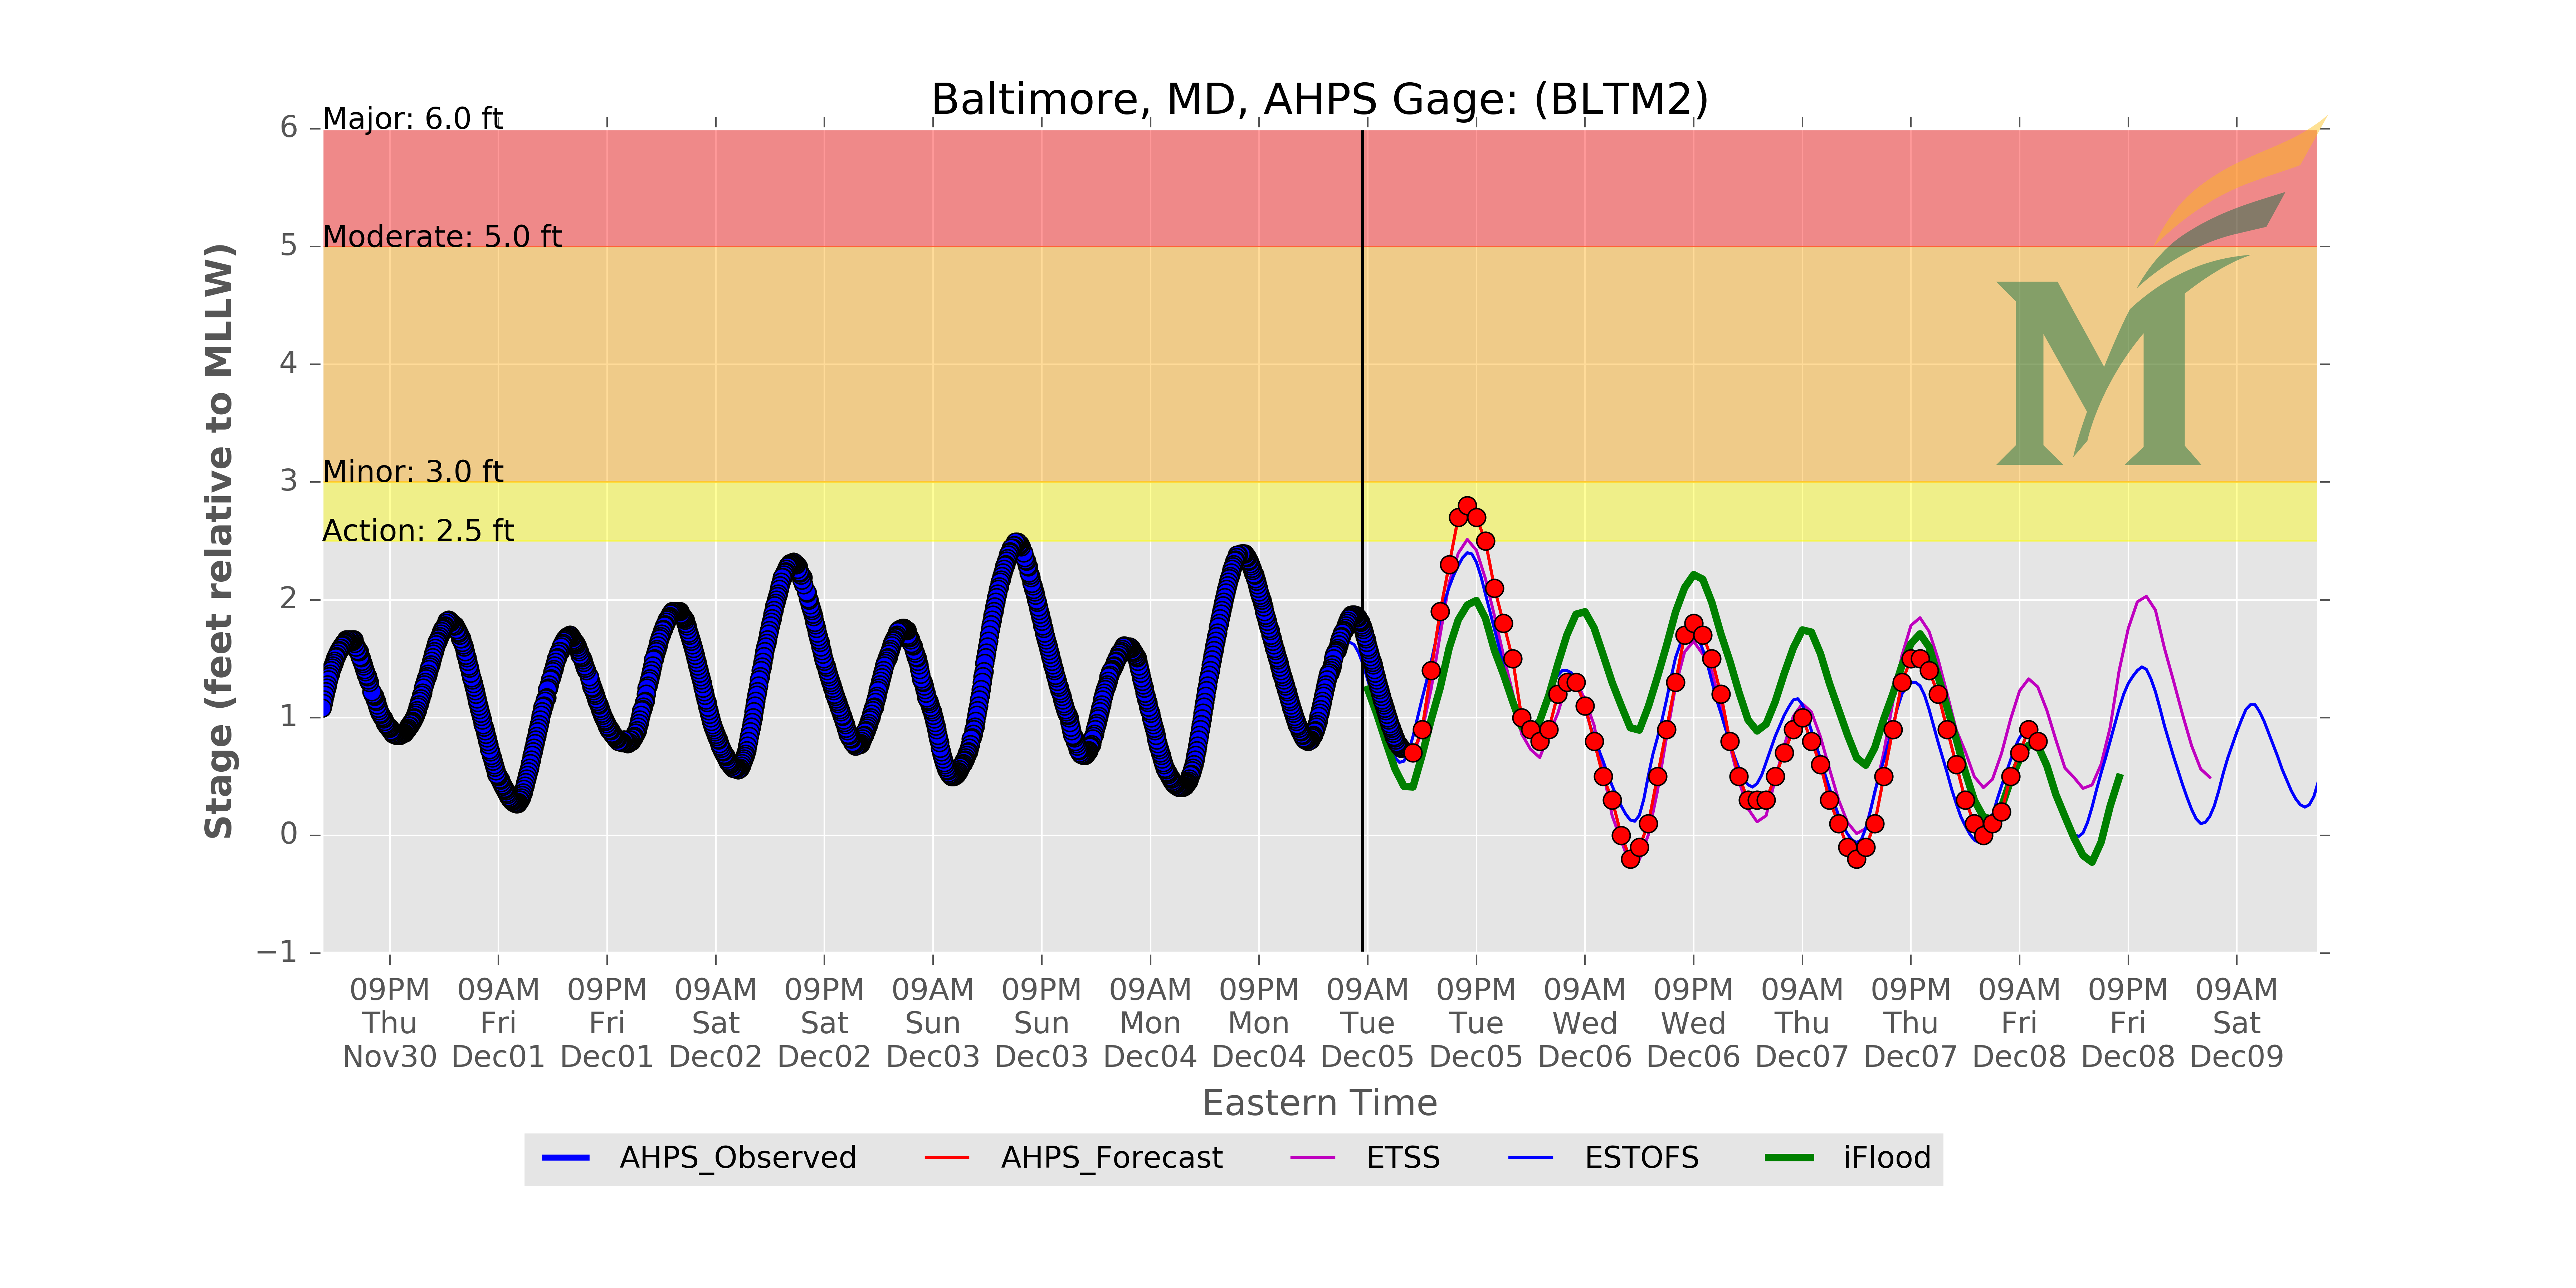 Baltimore, MD, AHPS Gage: (BLTM2)
Major: 6.0 ft
Moderate: 5.0 ft
Minor: 3.0 ft
Action: 2.5 ft
Stage (feet relative to MLLW)
6
5
4
3
2
1
0
−1
09PM 09AM 09PM 09AM 09PM 09AM 09PM 09AM 09PM 09AM 09PM 09AM 09PM 09AM 09PM 09AM 09PM 09AM
Thu Fri Fri Sat Sat Sun Sun Mon Mon Tue Tue Wed Wed Thu Thu Fri Fri Sat
Nov30 Dec01 Dec01 Dec02 Dec02 Dec03 Dec03 Dec04 Dec04 Dec05 Dec05 Dec06 Dec06 Dec07 Dec07 Dec08 Dec08 Dec09
Eastern Time
AHPS_Observed AHPS_Forecast ETSS ESTOFS iFlood
M